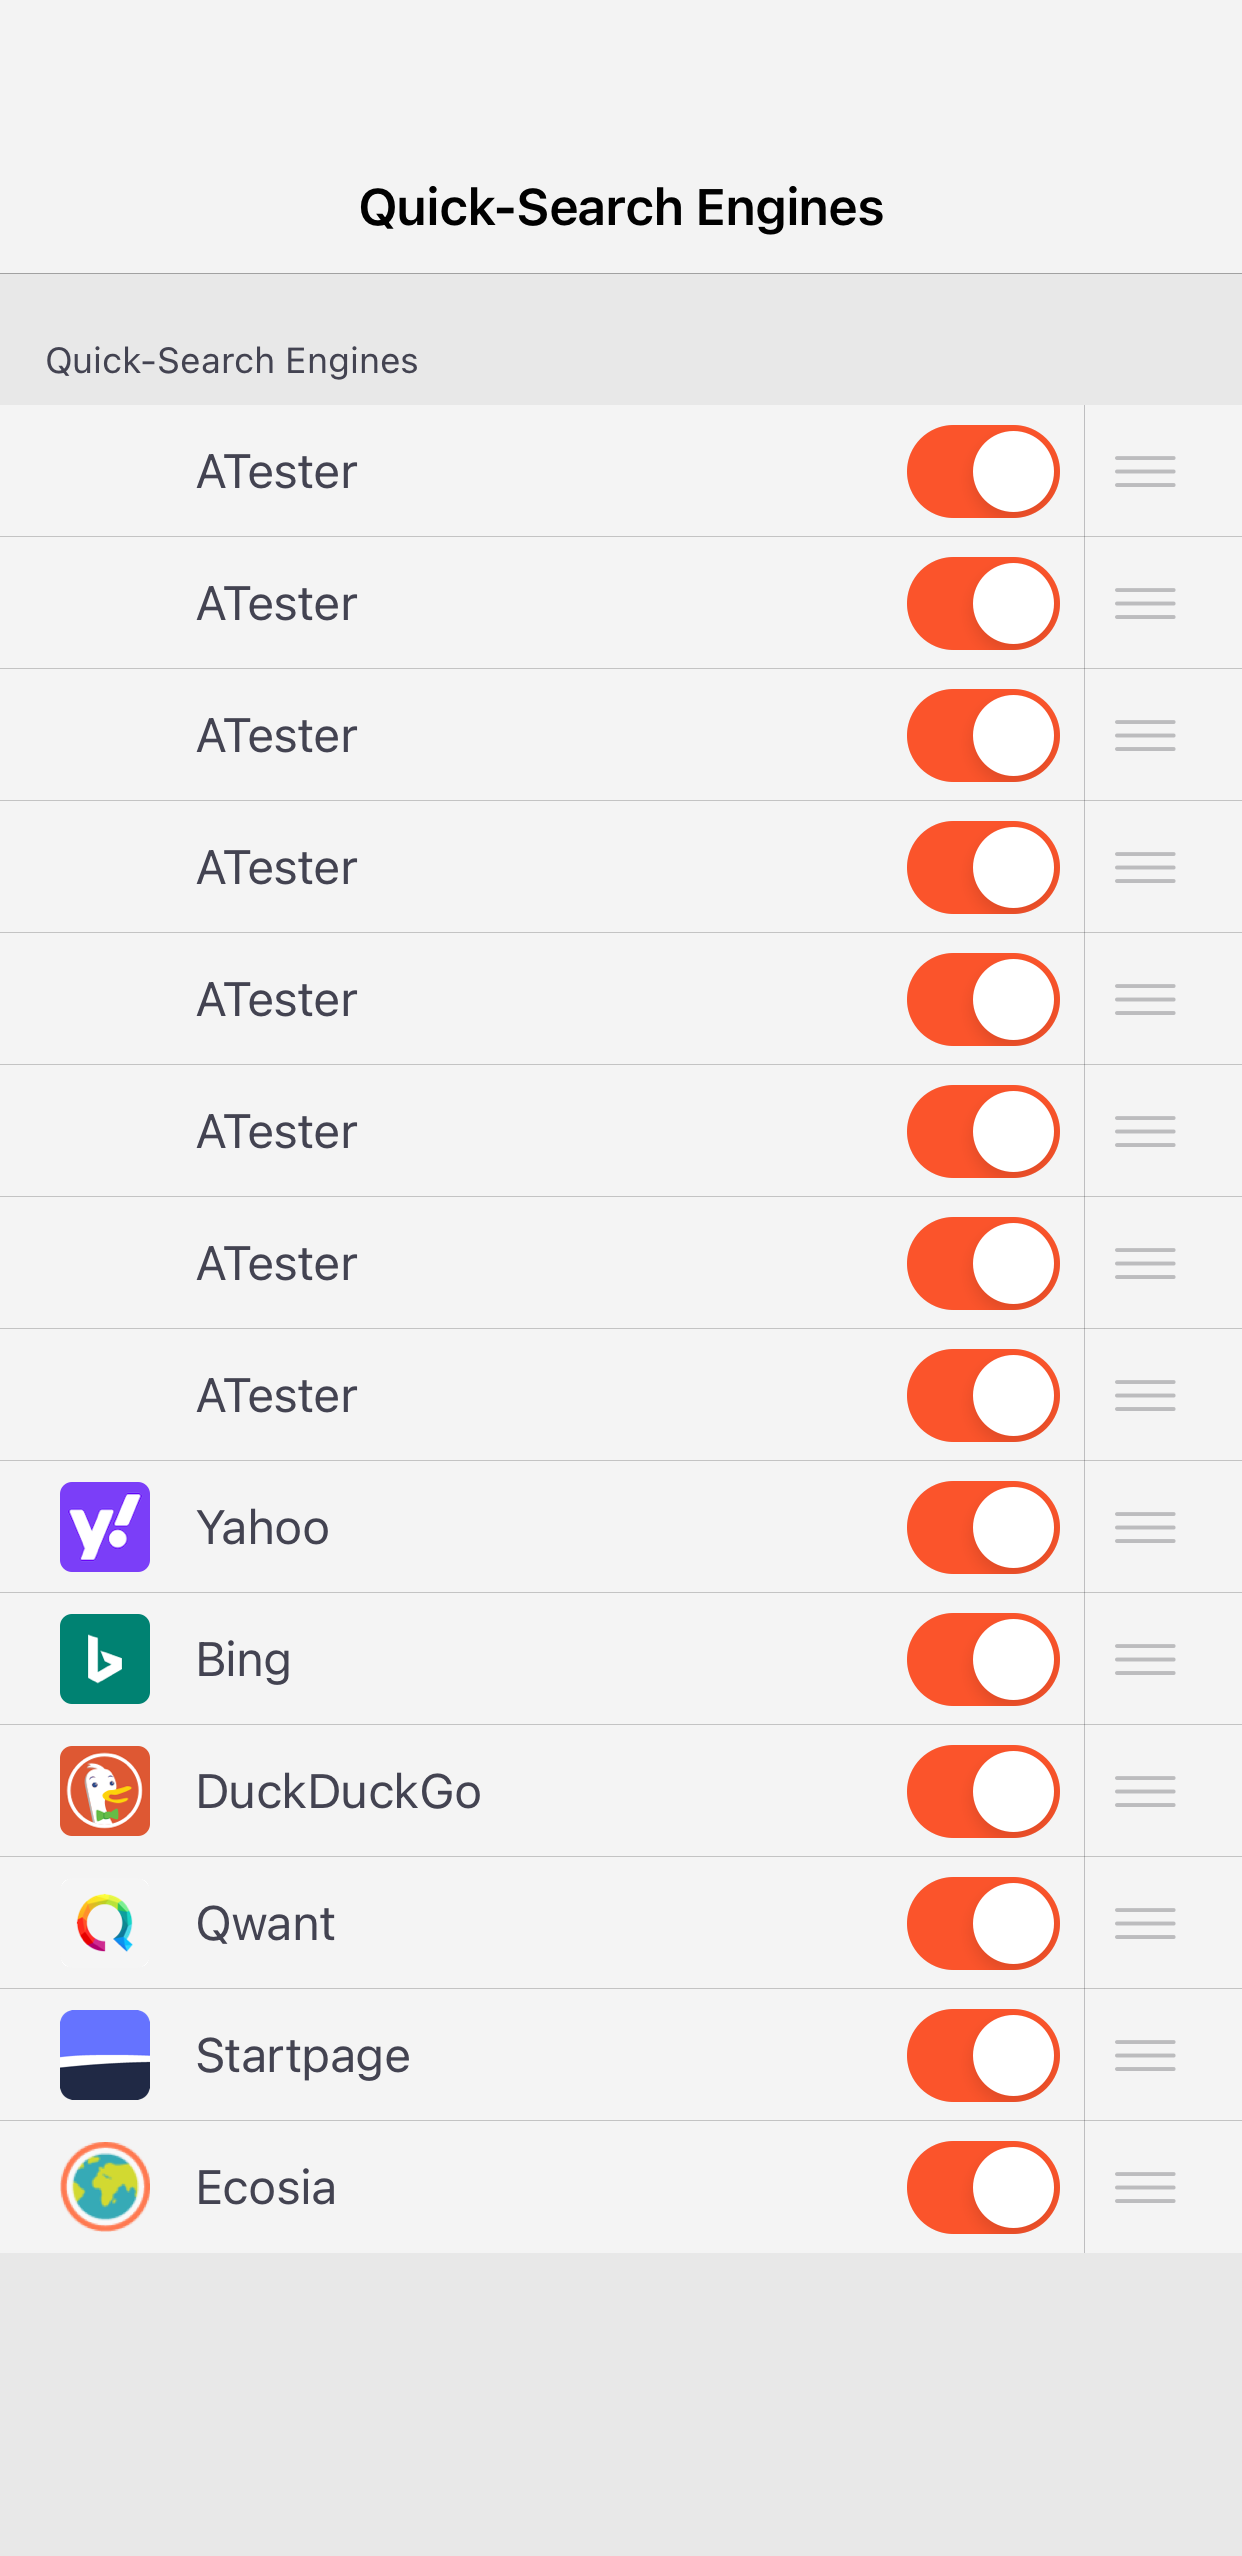 Quick-Search Engines
Quick-Search Engines
ATester
ATester
ATester
ATester
ATester
ATester
ATester
ATester
Yahoo
Bing
DuckDuckGo
Qwant
Startpage
Ecosia